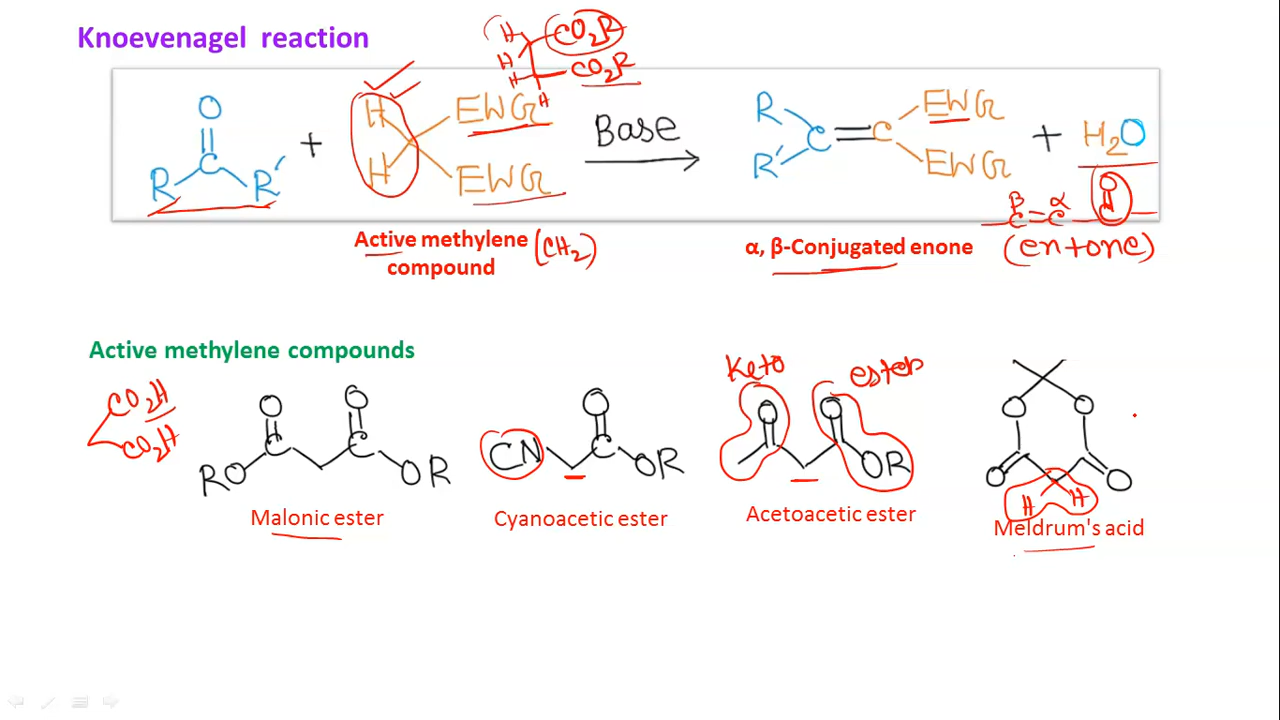 Knoevenagel reaction
H CO2R
H CO2R
H H
O
C
R R'
+
H EWG
H EWG
Base
R EWG
C = C
R' EWG
+ H2O
β α O
C = C C
Active methylene (CH2)
compound
α, β-Conjugated enone (en+one)
Active methylene compounds
CO2H
CO2H
O O
C C
RO OR
O
CN C OR
Keto ester
O O
OR
O O
O O
H H
Malonic ester
Cyanoacetic ester
Acetoacetic ester
Meldrum's acid